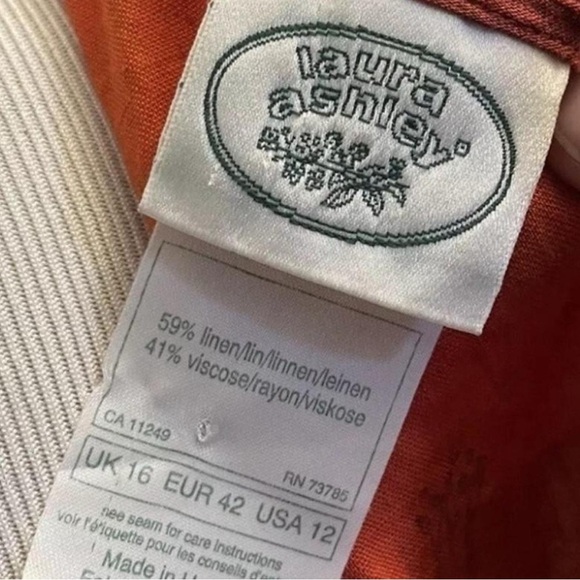 laura
ashley
59% linen/lin/linnen/leinen
41% viscose/rayon/viskose
CA 11249
RN 73785
UK 16 EUR 42 USA 12
see seam for care instructions
voir l'étiquette pour les conseils d'ent
Made in